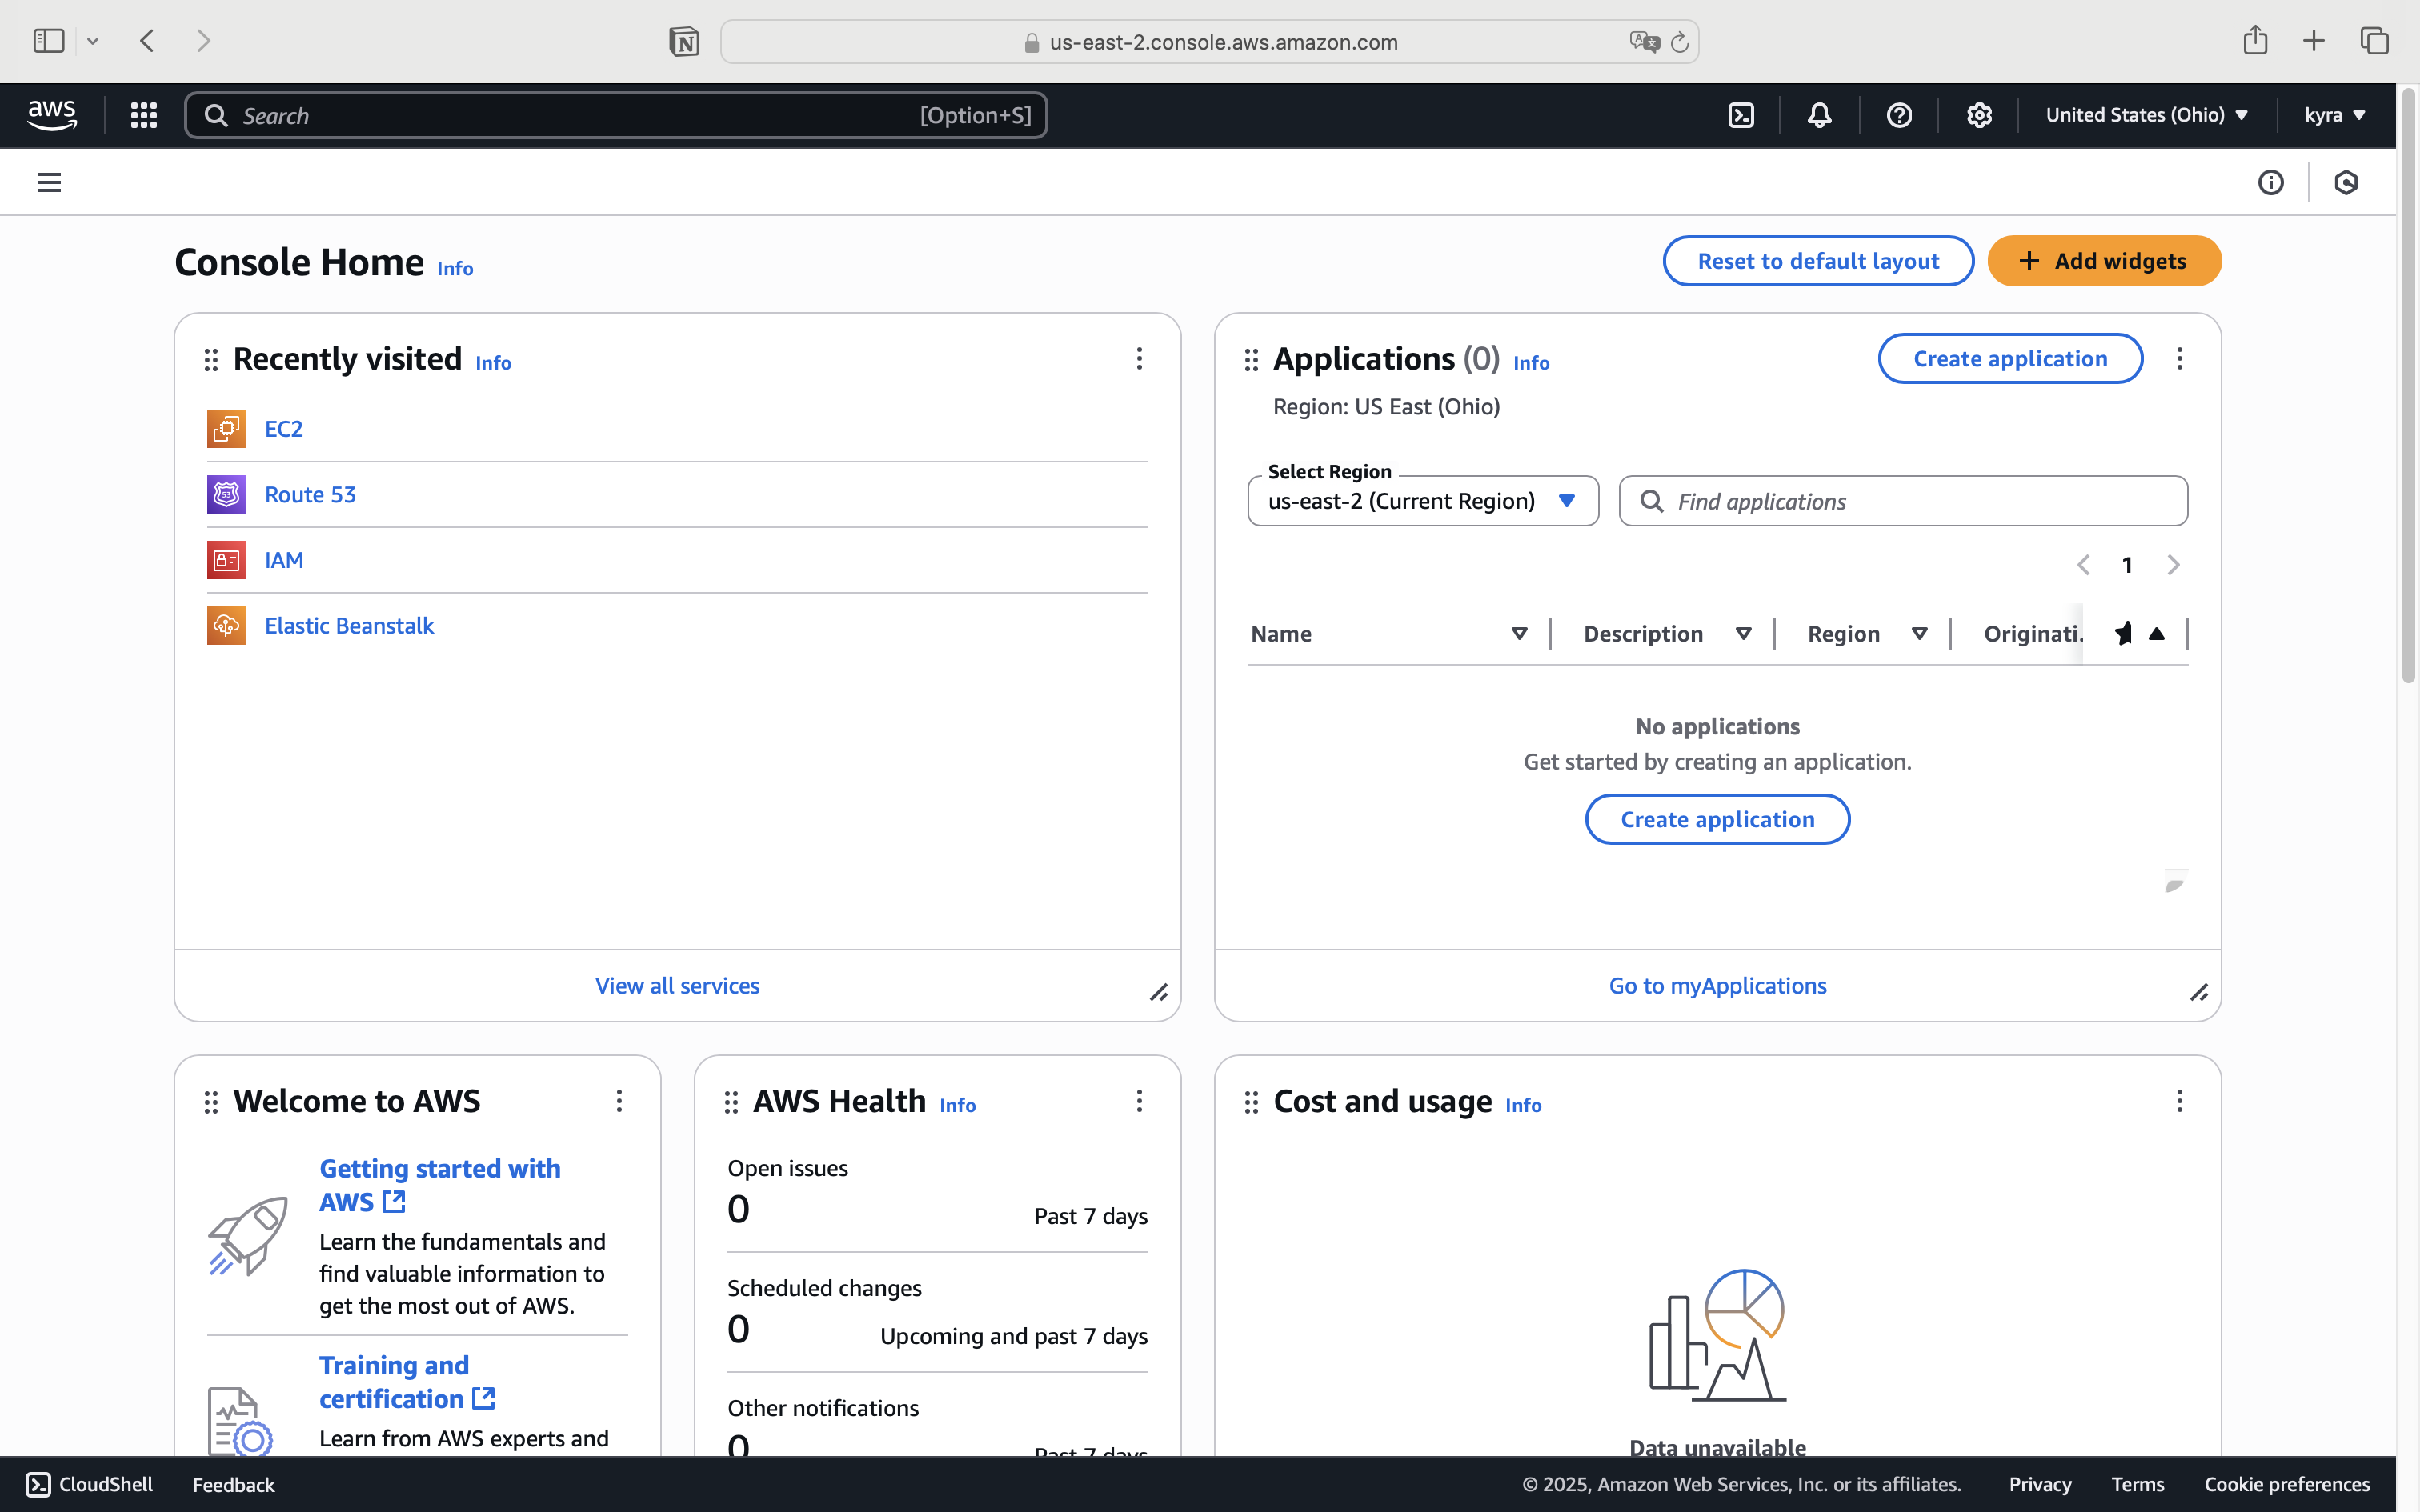 us-east-2.console.aws.amazon.com
aws
Search
[Option+S]
United States (Ohio)
kyra
Console Home
Info
Reset to default layout
Add widgets
Recently visited
Info
EC2
Route 53
IAM
Elastic Beanstalk
View all services
Applications (0)
Info
Create application
Region: US East (Ohio)
Select Region
us-east-2 (Current Region)
Find applications
1
Name
Description
Region
Originati.
No applications
Get started by creating an application.
Create application
Go to myApplications
Welcome to AWS
Getting started with
AWS
Learn the fundamentals and
find valuable information to
get the most out of AWS.
Training and
certification
Learn from AWS experts and
AWS Health
Info
Open issues
0
Past 7 days
Scheduled changes
0
Upcoming and past 7 days
Other notifications
0
Past 7 days
Cost and usage
Info
Data unavailable
CloudShell
Feedback
© 2025, Amazon Web Services, Inc. or its affiliates.
Privacy
Terms
Cookie preferences